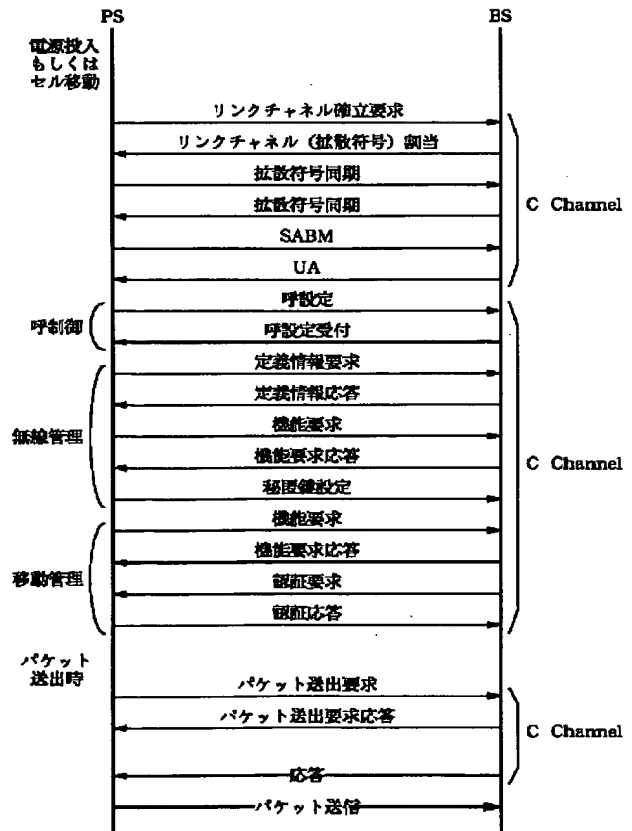 PS
BS
電源投入
もしくは
セル移動
リンクチャネル確立要求
リンクチャネル（拡散符号）割当
拡散符号同期
拡散符号同期
C Channel
SABM
UA
呼設定
呼制御
呼設定受付
定義情報要求
定義情報応答
機能要求
無線管理
機能要求応答
C Channel
秘匿鍵設定
機能要求
機能要求応答
移動管理
認証要求
認証応答
パケット
送出時
パケット送出要求
パケット送出要求応答
C Channel
応答
パケット送信